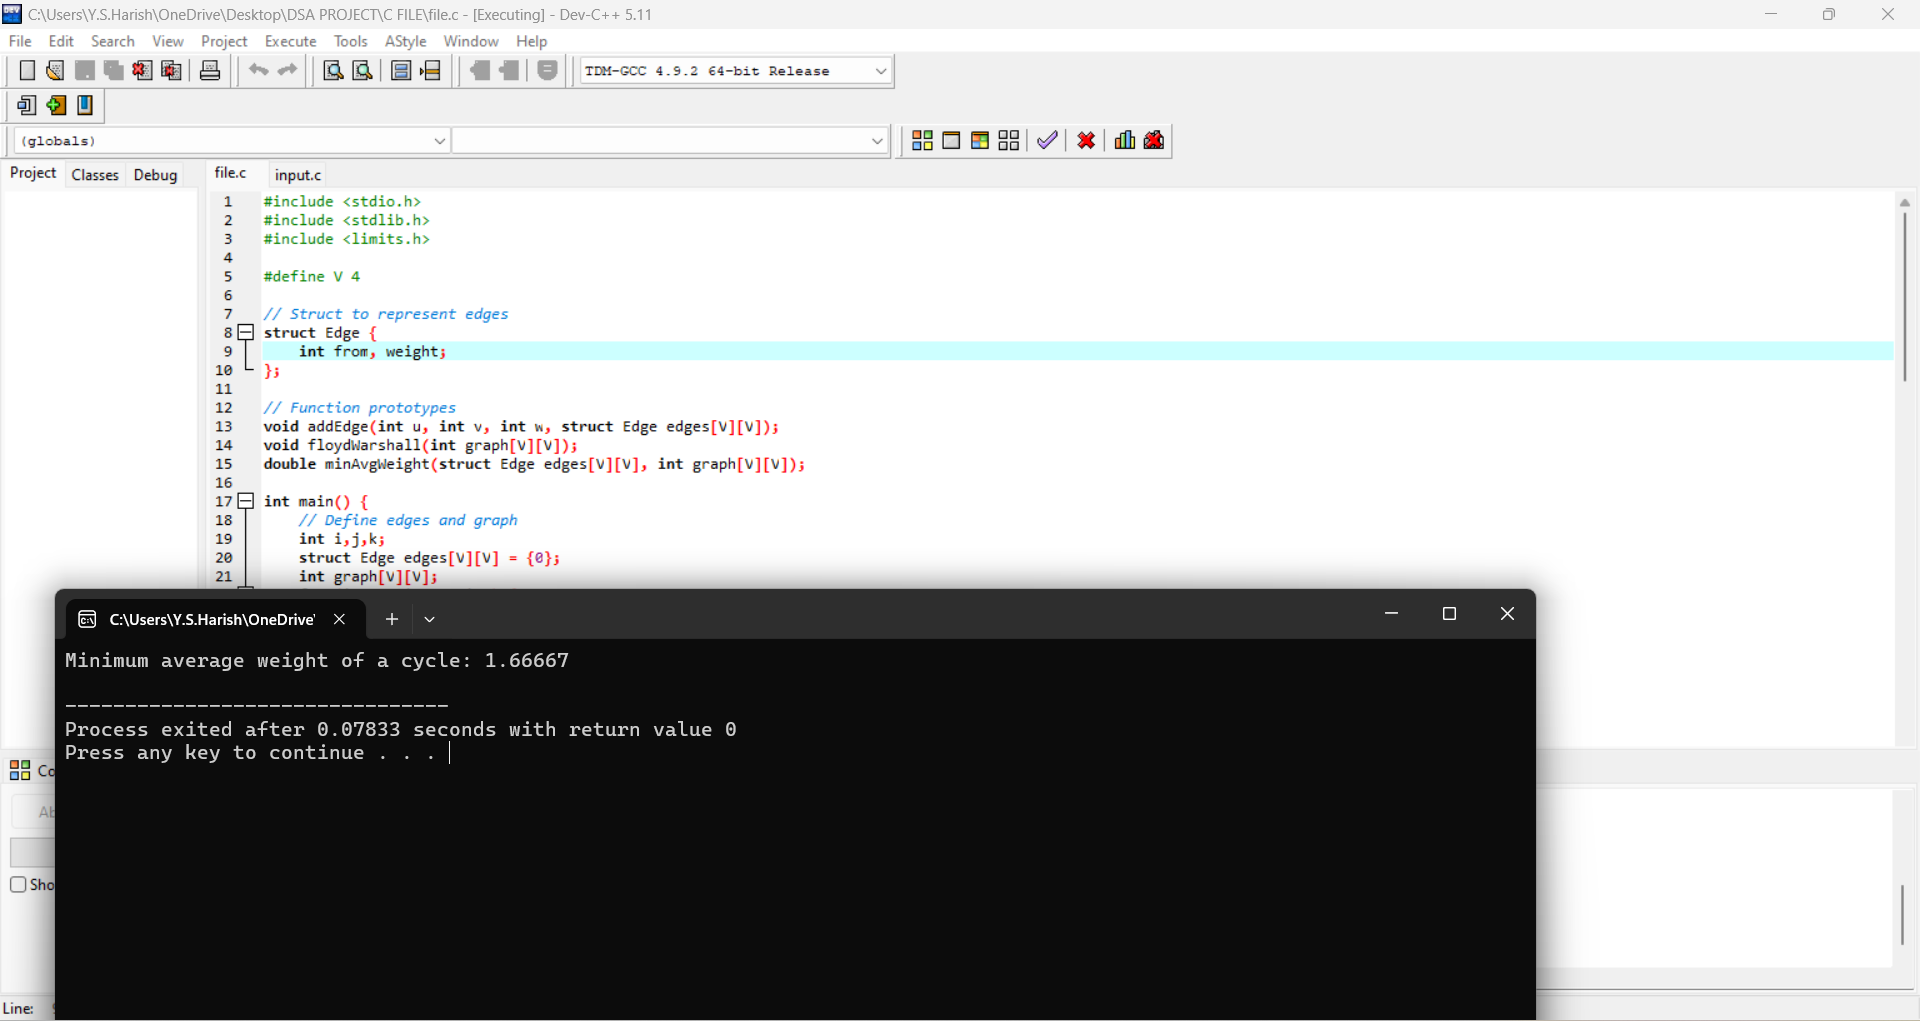 C:\Users\Y.S.Harish\OneDrive\Desktop\DSA PROJECT\C FILE\file.c - [Executing] - Dev-C++ 5.11
File Edit Search View Project Execute Tools AStyle Window Help
TDM-GCC 4.9.2 64-bit Release
(globals)
Project Classes Debug file.c input.c
1 #include <stdio.h>
2 #include <stdlib.h>
3 #include <limits.h>
4
5 #define V 4
6
7 // Struct to represent edges
8 struct Edge {
9 int from, weight;
10 };
11
12 // Function prototypes
13 void addEdge(int u, int v, int w, struct Edge edges[V][V]);
14 void floydWarshall(int graph[V][V]);
15 double minAvgWeight(struct Edge edges[V][V], int graph[V][V]);
16
17 int main() {
18 // Define edges and graph
19 int i,j,k;
20 struct Edge edges[V][V] = {0};
21 int graph[V][V];
C:\Users\Y.S.Harish\OneDrive\
Minimum average weight of a cycle: 1.66667
--------------------------------
Process exited after 0.07833 seconds with return value 0
Press any key to continue . . .
Co
Ab
Sho
Line: